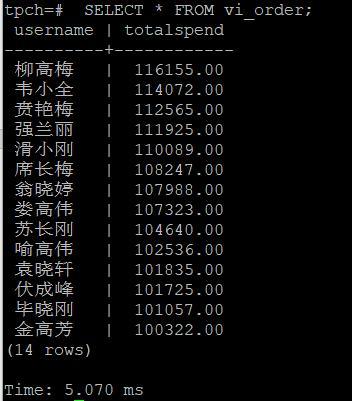 tpch=#  SELECT * FROM vi_order;
 username | totalspend
----------+------------
 柳高梅   |  116155.00
 韦小全   |  114072.00
 贲艳梅   |  112565.00
 强兰丽   |  111925.00
 滑小刚   |  110089.00
 席长梅   |  108247.00
 翁晓婷   |  107988.00
 娄高伟   |  107323.00
 苏长刚   |  104640.00
 喻高伟   |  102536.00
 袁晓轩   |  101835.00
 伏成峰   |  101725.00
 毕晓刚   |  101057.00
 金高芳   |  100322.00
(14 rows)
Time: 5.070 ms